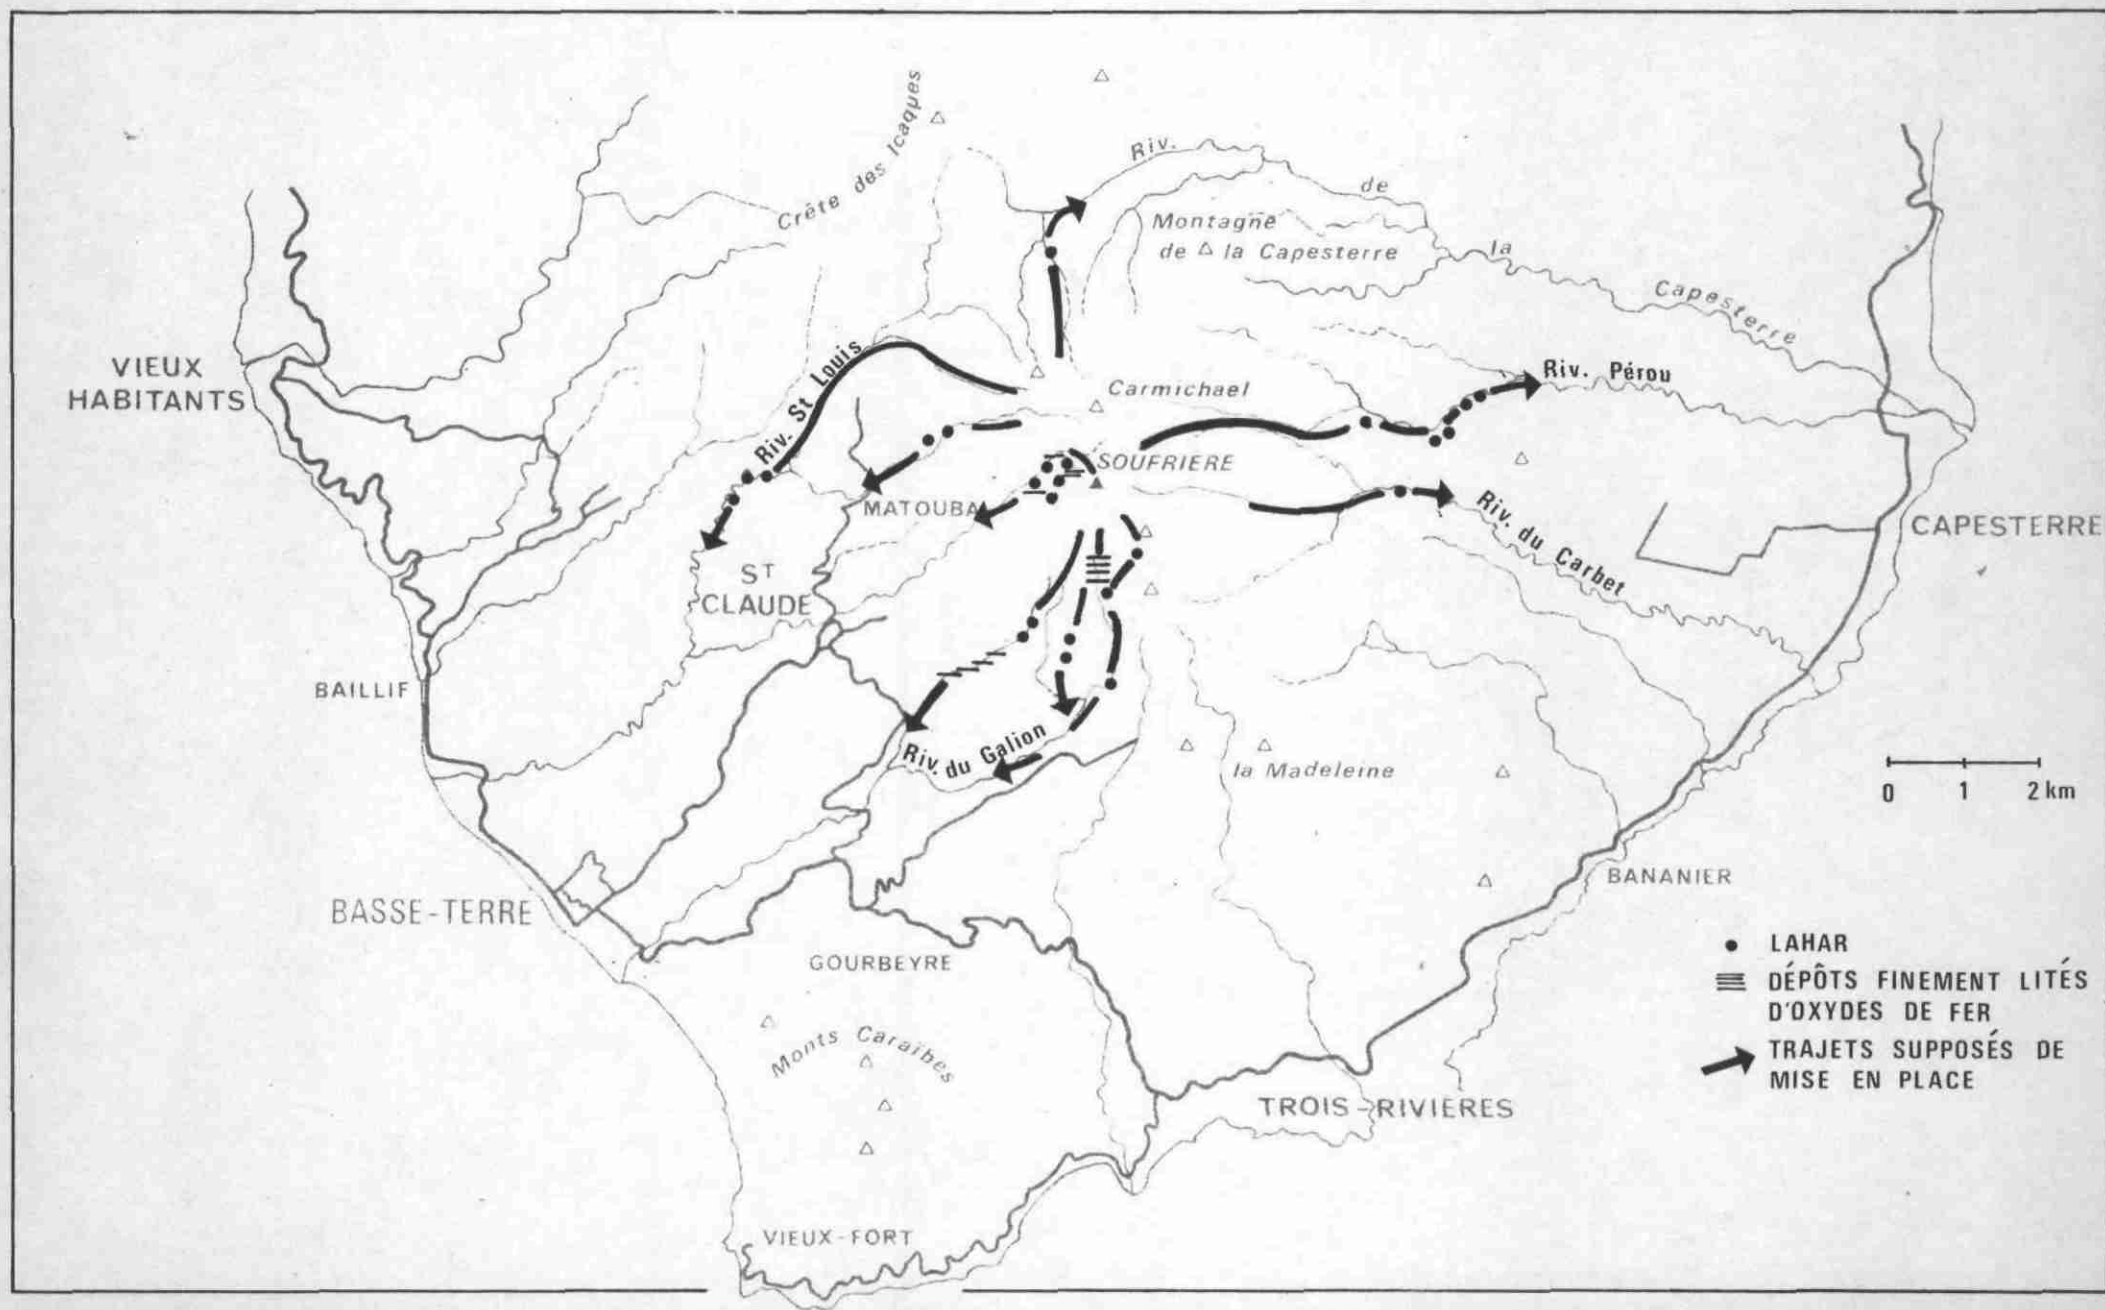 Crête des Icaques
Riv.
de
la
Capesterre
Montagne
de la Capesterre
VIEUX
HABITANTS
Riv. St Louis
Carmichael
Riv. Pérou
SOUFRIERE
MATOUBA
Riv. du Carbet
CAPESTERRE
ST
CLAUDE
BAILLIF
Riv. du Galion
la Madeleine
0 1 2 km
BASSE-TERRE
BANANIER
GOURBEYRE
Monts Caraïbes
TROIS-RIVIÈRES
VIEUX-FORT
LAHAR
DÉPÔTS FINEMENT LITÉS
D'OXYDES DE FER
TRAJETS SUPPOSÉS DE
MISE EN PLACE